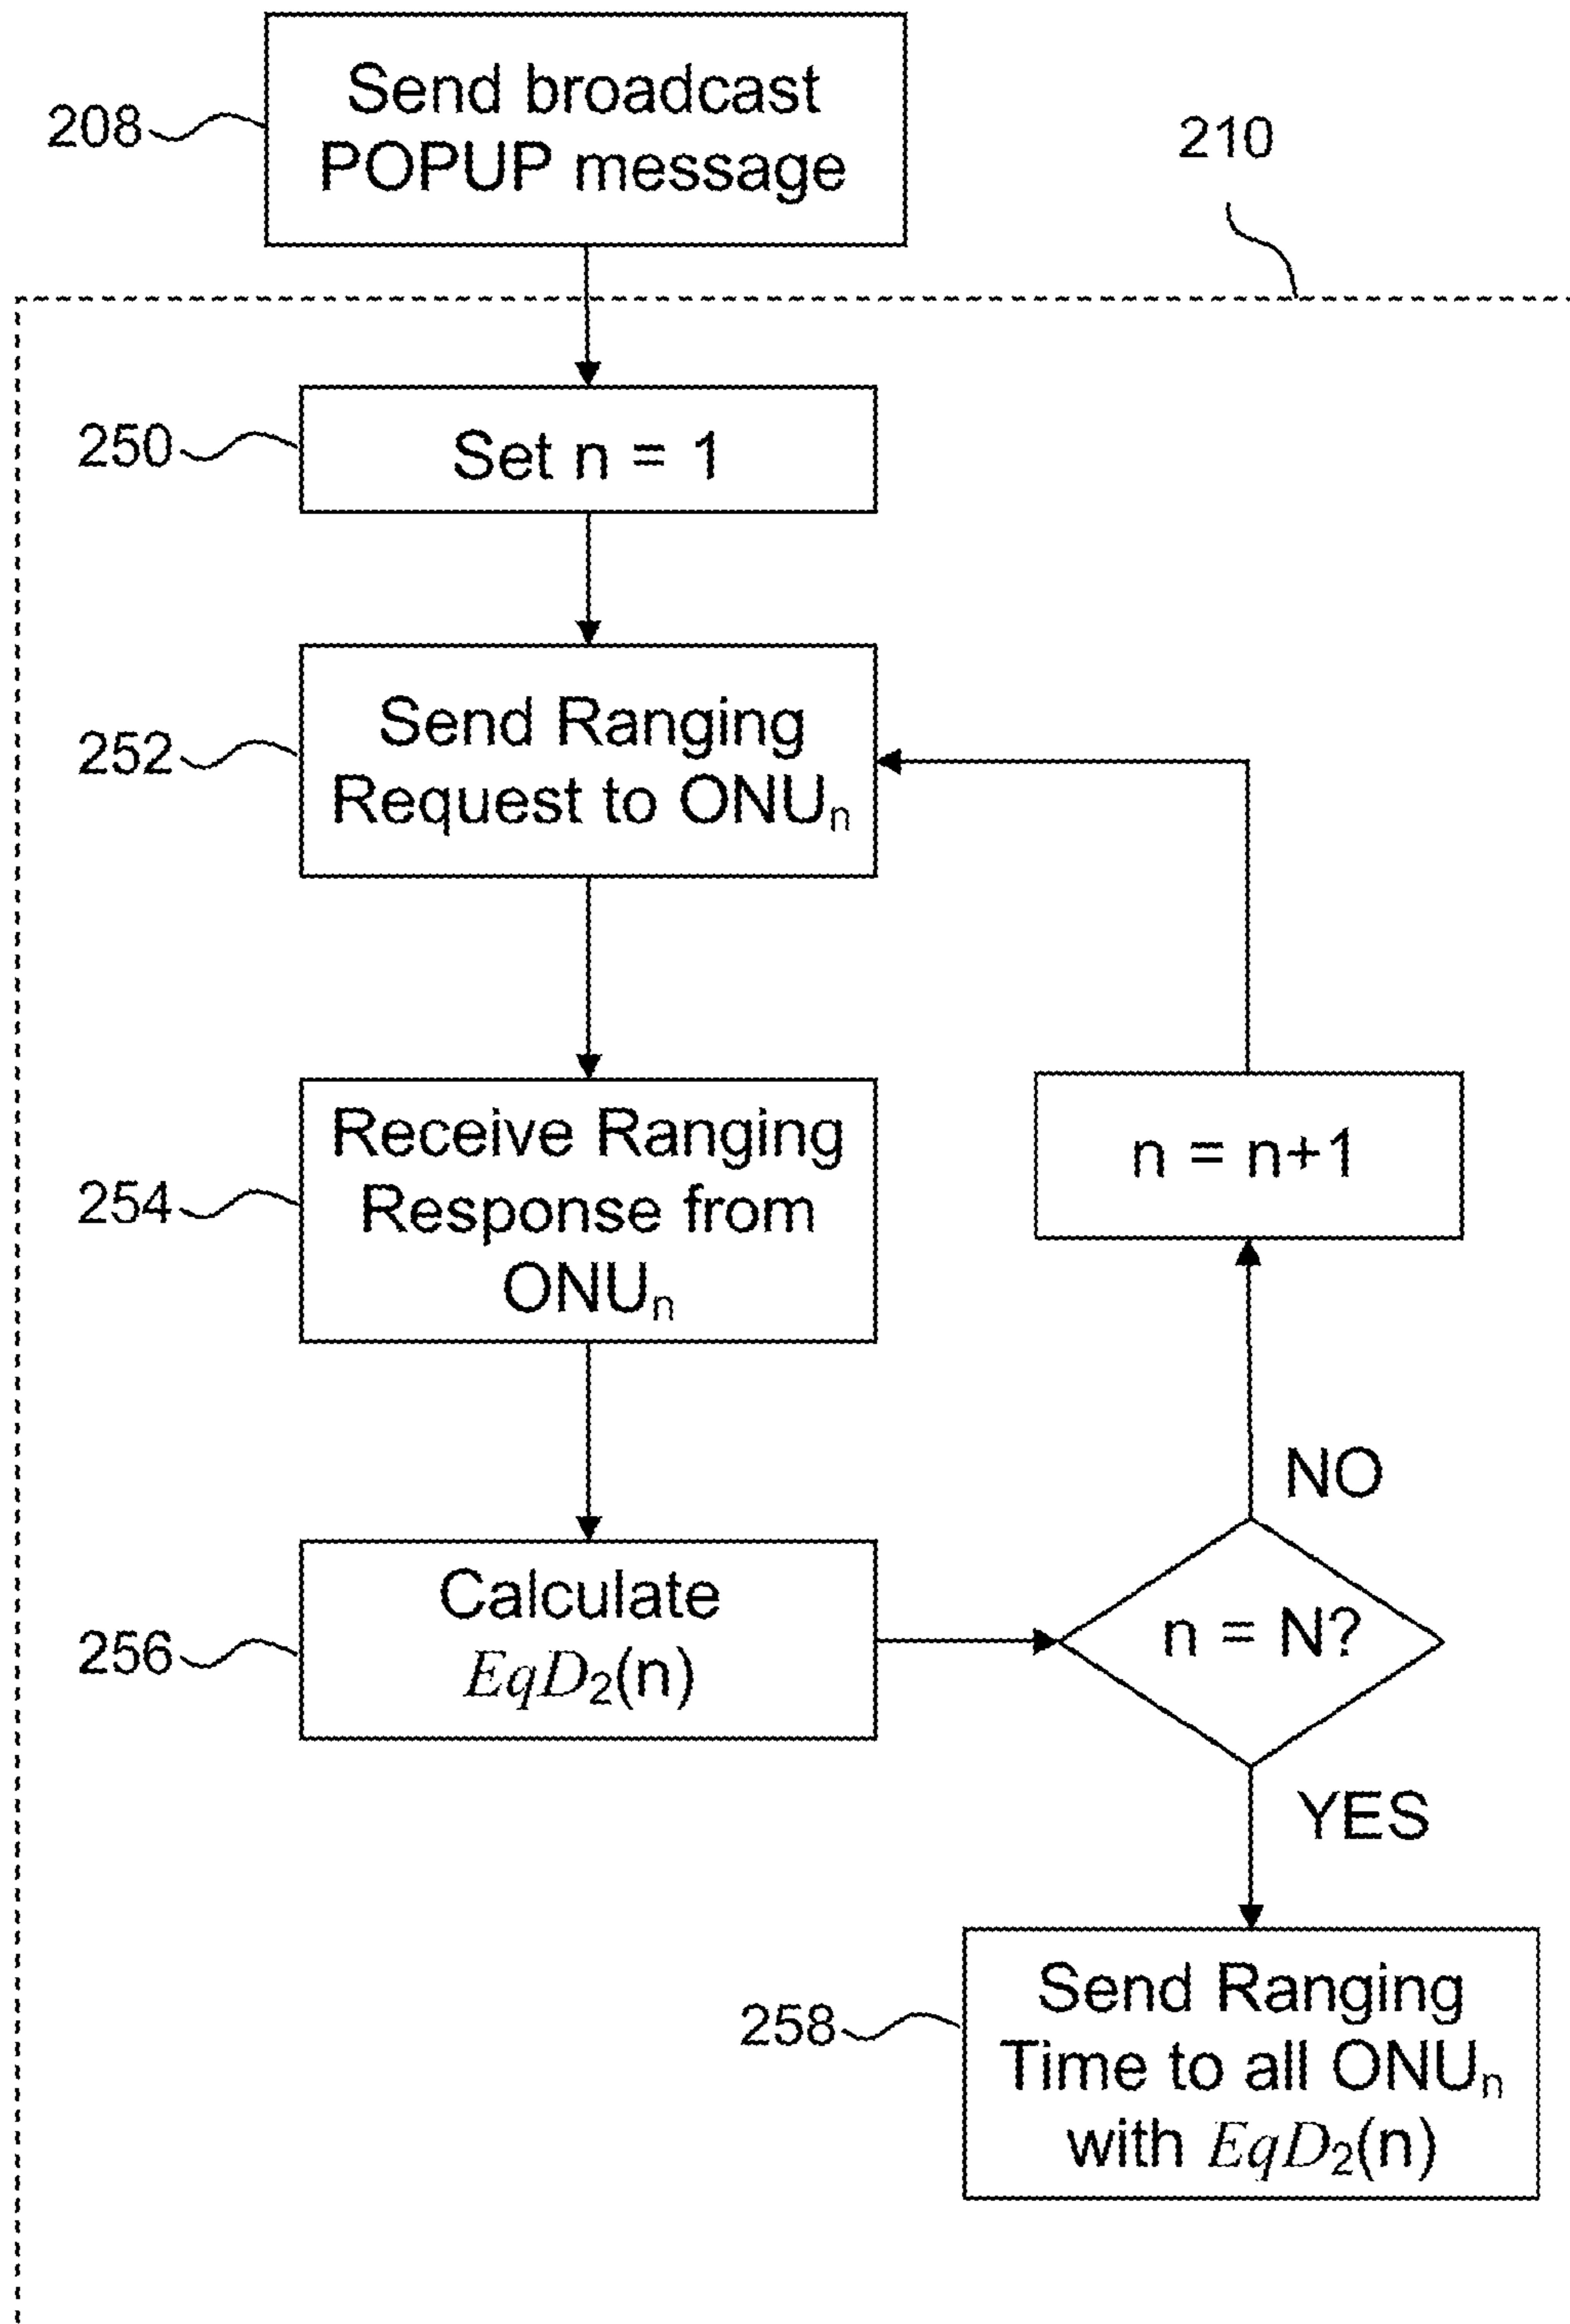 Send broadcast
POPUP message
208
210
250
Set n = 1
252
Send Ranging
Request to ONUₙ
254
Receive Ranging
Response from
ONUₙ
n = n+1
NO
256
Calculate
EqD₂(n)
n = N?
YES
258
Send Ranging
Time to all ONUₙ
with EqD₂(n)